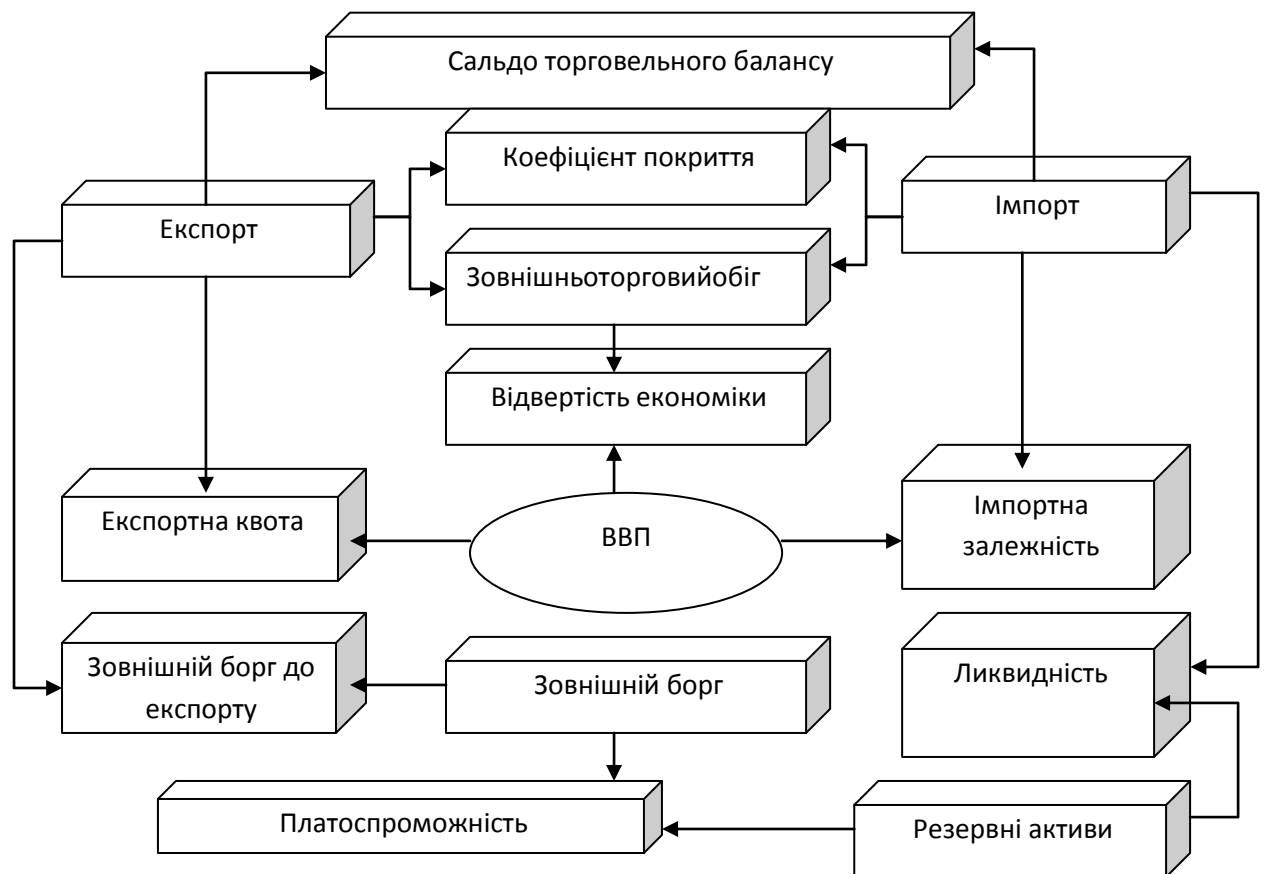 Сальдо торговельного балансу
Коефіцієнт покриття
Експорт
Імпорт
Зовнішньоторговийобіг
Відвертість економіки
Експортна квота
ВВП
Імпортна
залежність
Зовнішній борг до
експорту
Зовнішній борг
Ликвидність
Платоспроможність
Резервні активи